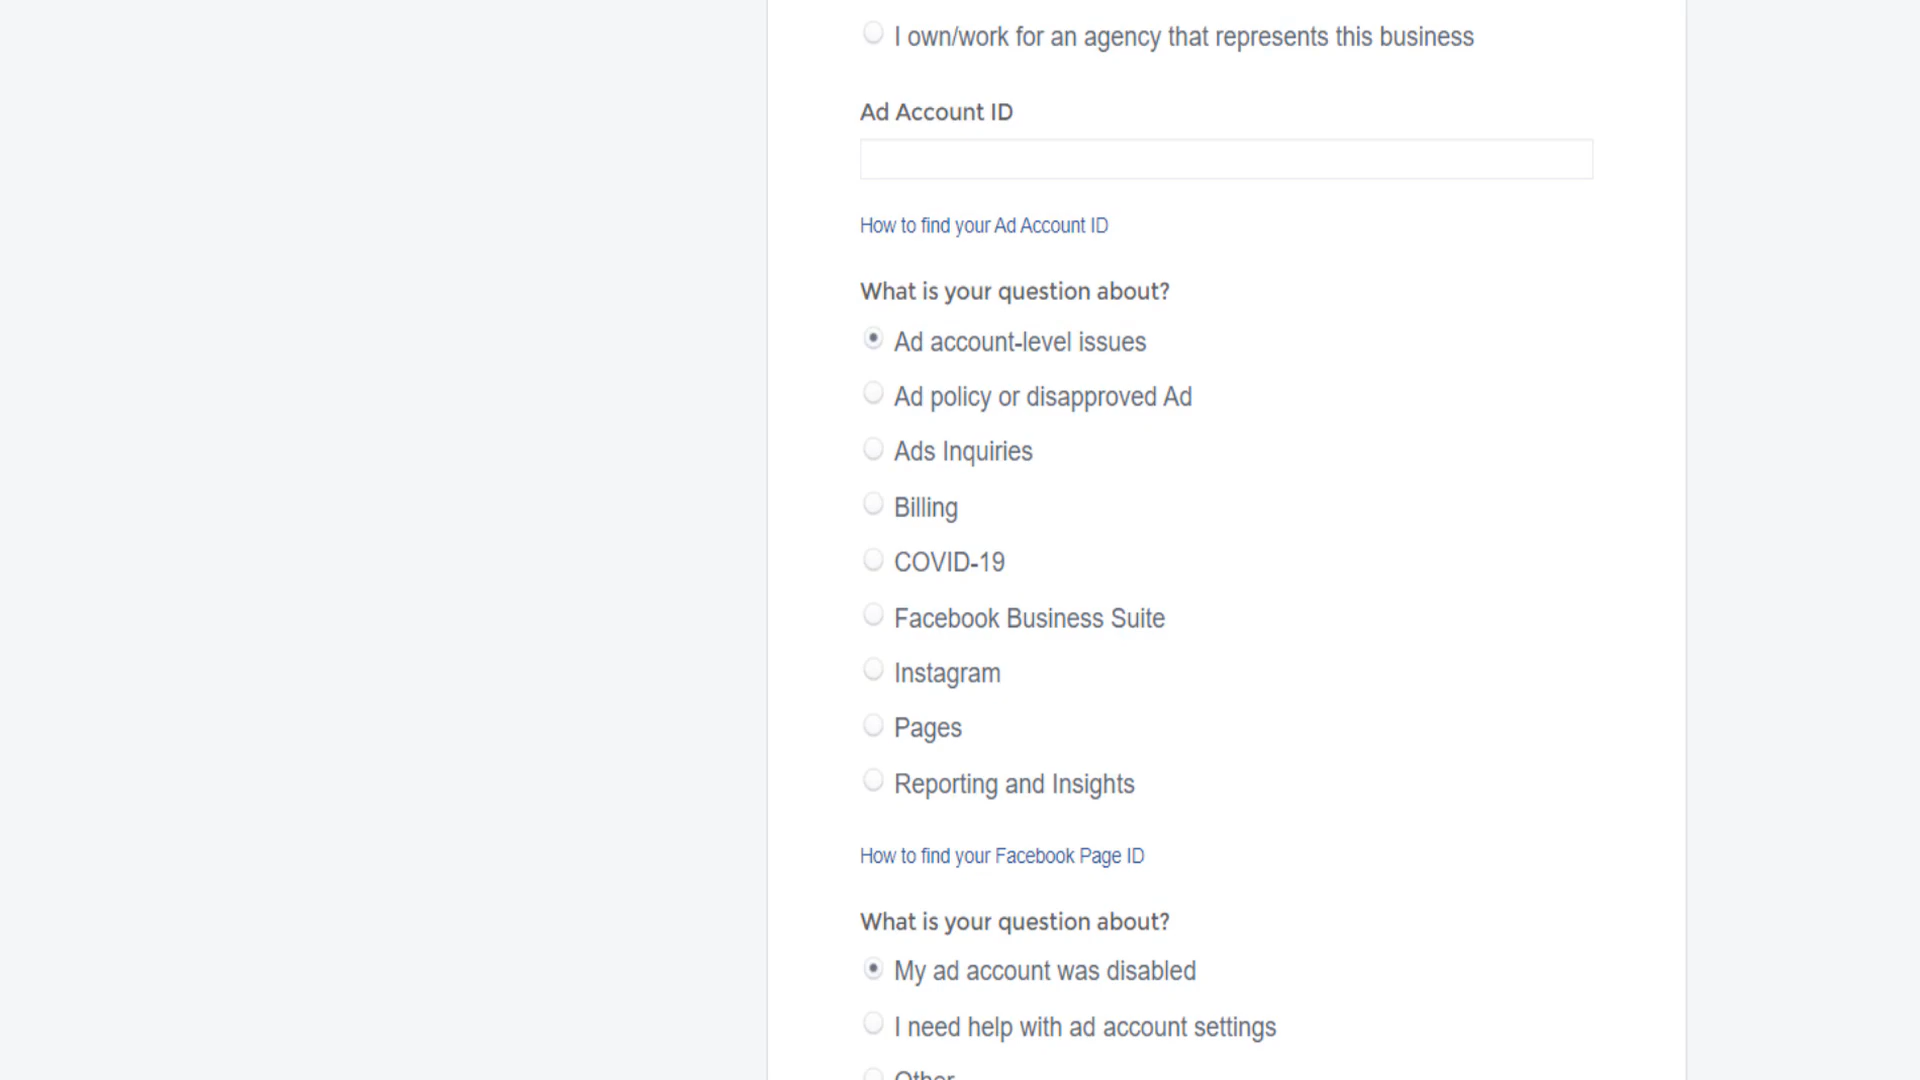 I own/work for an agency that represents this business
Ad Account ID
How to find your Ad Account ID
What is your question about?
Ad account-level issues
Ad policy or disapproved Ad
Ads Inquiries
Billing
COVID-19
Facebook Business Suite
Instagram
Pages
Reporting and Insights
How to find your Facebook Page ID
What is your question about?
My ad account was disabled
I need help with ad account settings
Other